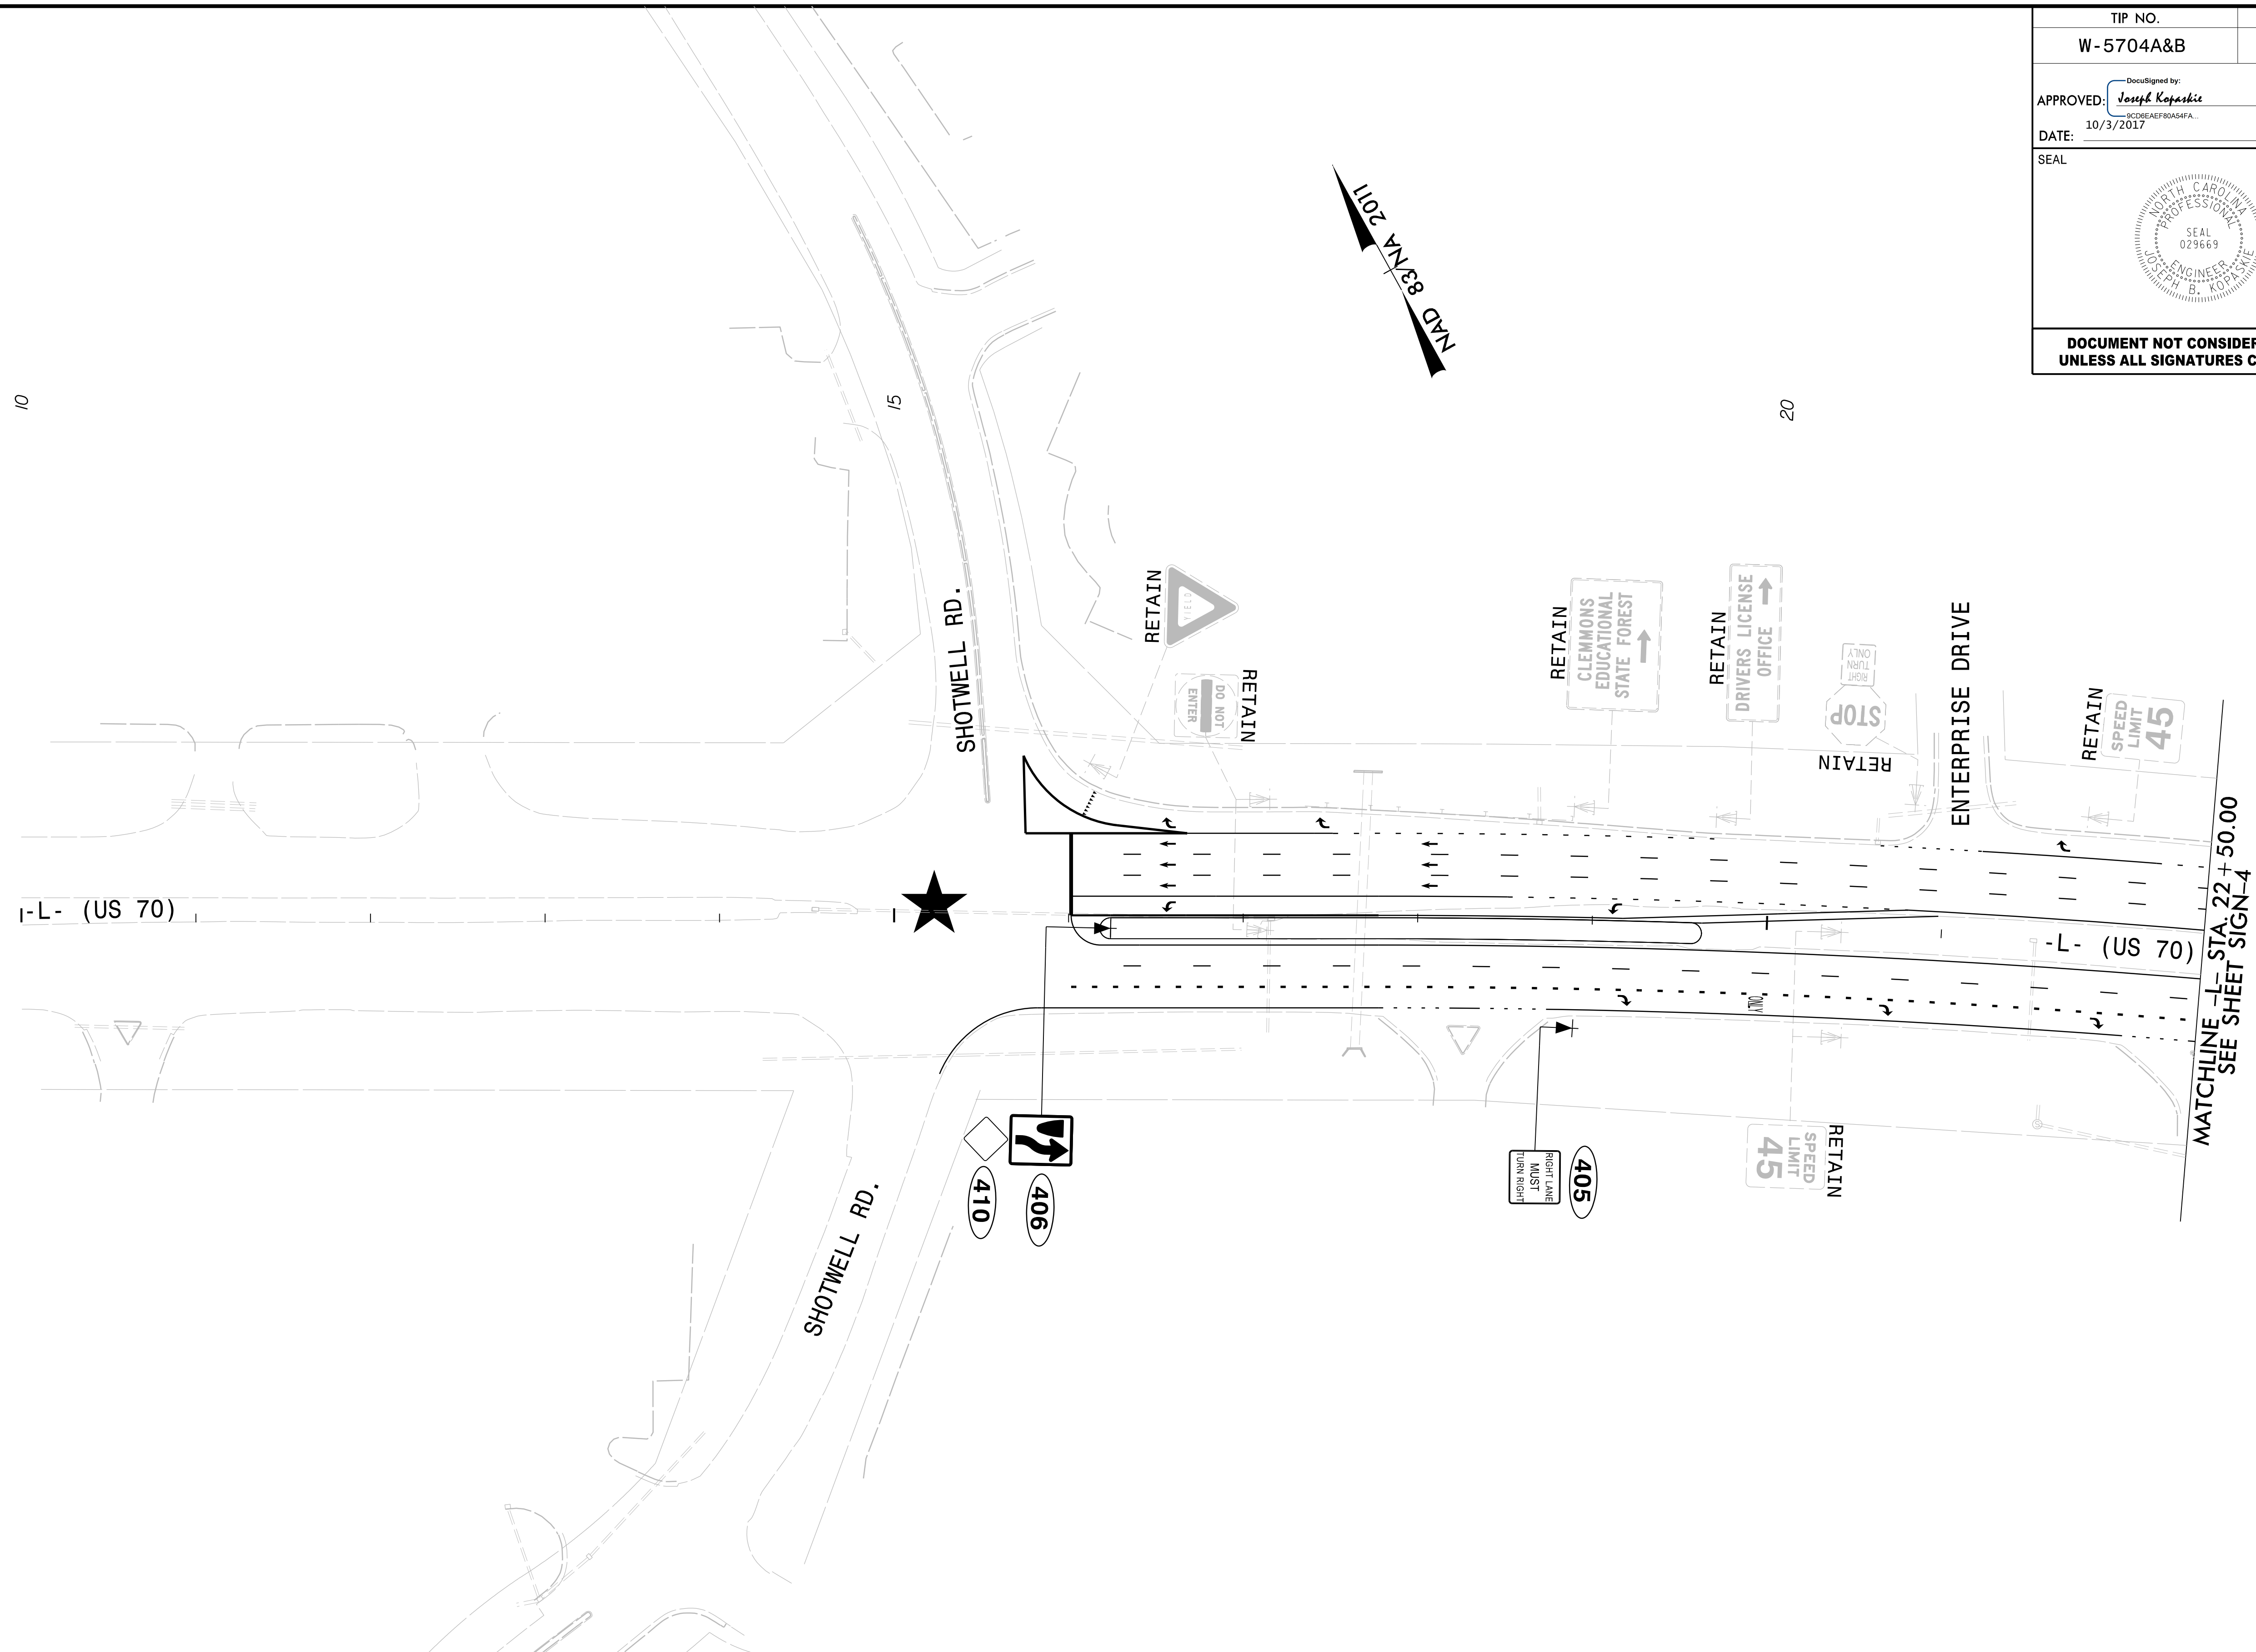 TIP NO.
W-5704A&B
DocuSigned by:
APPROVED: Joseph Kopaskie
9CD6EAEF80A54FA...
DATE: 10/3/2017
SEAL
NORTH CAROLINA
PROFESSIONAL
SEAL
029669
ENGINEER
JOSEPH B. KOPASKIE
DOCUMENT NOT CONSIDER
UNLESS ALL SIGNATURES C
NAD 83 NA 2011
10
15
20
SHOTWELL RD.
RETAIN
YIELD
RETAIN
DO NOT
ENTER
RETAIN
CLEMMONS
EDUCATIONAL
STATE FOREST
RETAIN
DRIVERS LICENSE
OFFICE
RIGHT
TURN
ONLY
STOP
RETAIN
ENTERPRISE DRIVE
RETAIN
SPEED
LIMIT
45
-L- (US 70)
-L- (US 70)
ONLY
MATCHLINE -L- STA. 22+50.00
SEE SHEET SIGN-4
410
406
RIGHT LANE
MUST
TURN RIGHT
405
SPEED
LIMIT
45
RETAIN
SHOTWELL RD.